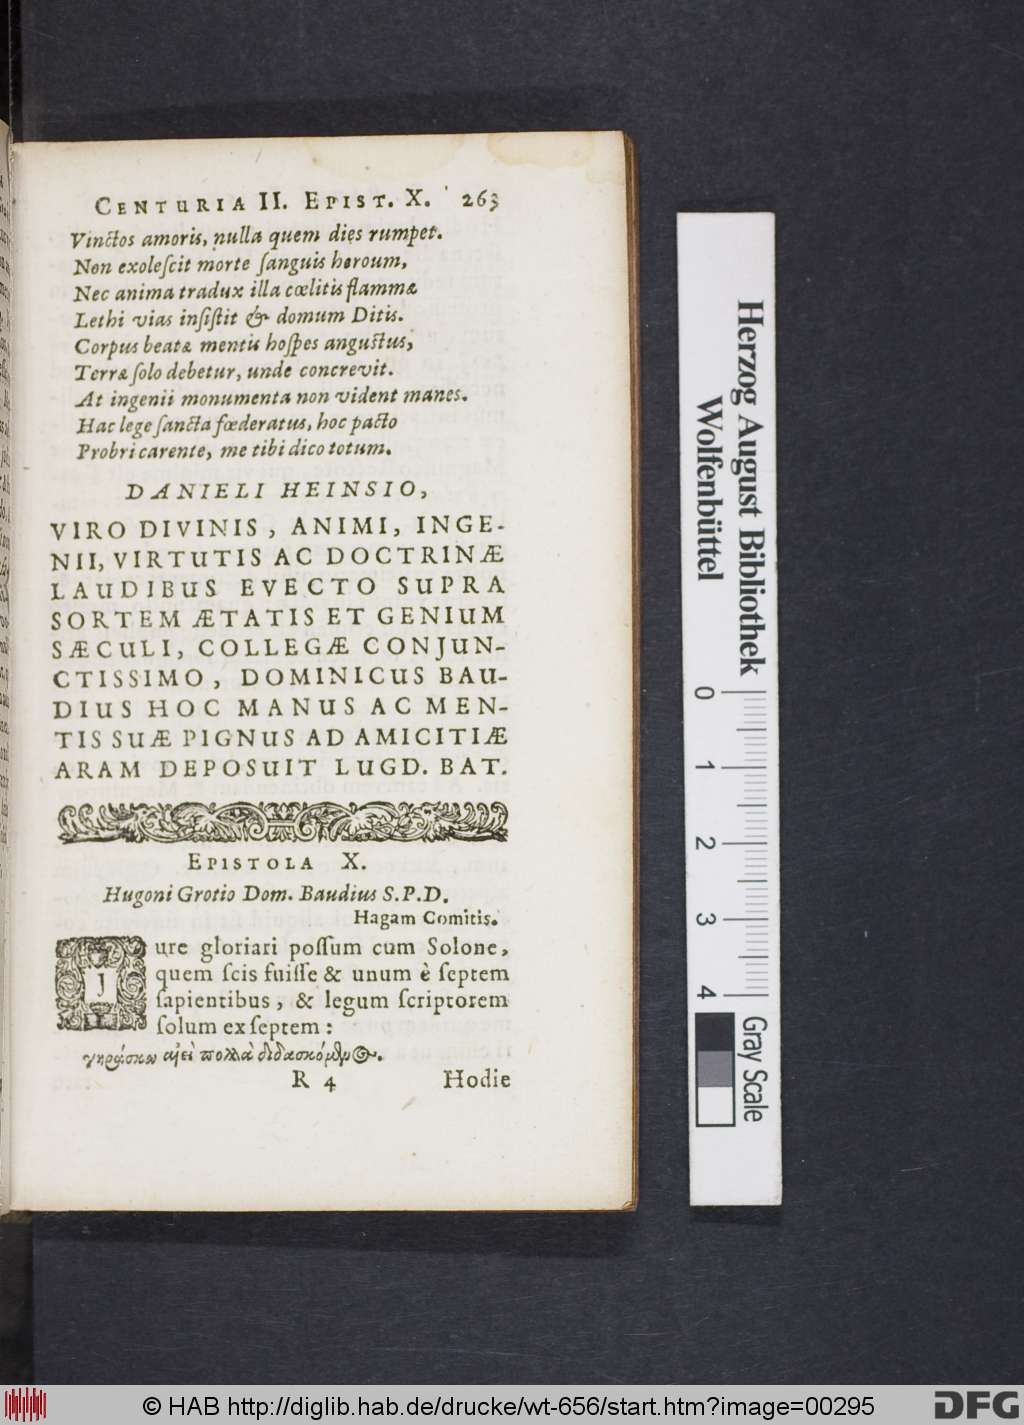 CENTURIA II. EPIST. X. 263
Vinctos amoris, nulla quem dies rumpet.
Non exoleſcit morte ſanguis heroum,
Nec anima tradux illa cœlitis flammæ
Lethi vias inſiſtit & domum Ditis.
Corpus beatæ mentis hoſpes anguſtus,
Terræ ſolo debetur, unde concrevit.
At ingenii monumenta non vident manes.
Hac lege ſancta fœderatus, hoc pacto
Probri carente, me tibi dico totum.
DANIELI HEINSIO,
VIRO DIVINIS, ANIMI, INGE-
NII, VIRTUTIS AC DOCTRINÆ
LAUDIBUS EVECTO SUPRA
SORTEM ÆTATIS ET GENIUM
SÆCULI, COLLEGÆ CONJUN-
CTISSIMO, DOMINICUS BAU-
DIUS HOC MANUS AC MEN-
TIS SUÆ PIGNUS AD AMICITIÆ
ARAM DEPOSUIT LUGD. BAT.
EPISTOLA X.
Hugoni Grotio Dom. Baudius S.P.D.
Hagam Comitis.
Jure gloriari poſſum cum Solone,
quem ſcis fuiſſe & unum è ſeptem
ſapientibus, & legum ſcriptorem
ſolum ex ſeptem:
γηράσκω αἰεὶ πολλὰ διδασκόμενος.
R 4 Hodie
Herzog August Bibliothek
Wolfenbüttel
0 1 2 3 4
Gray Scale
© HAB http://diglib.hab.de/drucke/wt-656/start.htm?image=00295
DFG